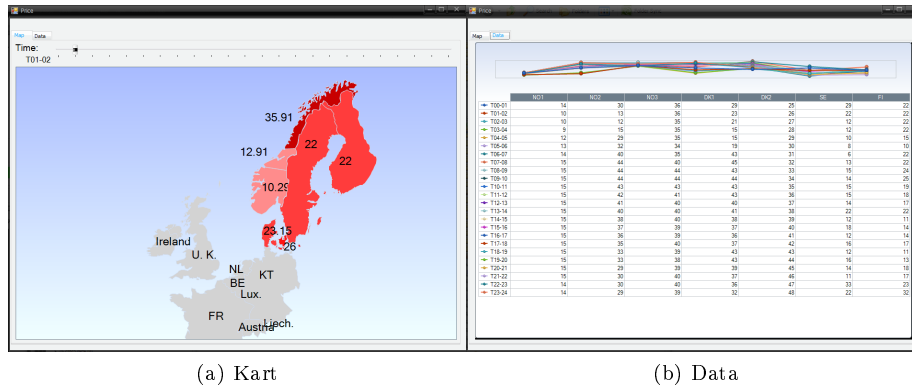 Price
Map Data
Time:
T01-02
35.91
12.91
22
22
10.29
23.15
26
Ireland
U. K.
NL
KT
BE
Lux.
FR
Austria
Liech.
Price
Map Data
NO1 NO2 NO3 DK1 DK2 SE FI
T00-01 14 30 36 29 25 29 22
T01-02 10 13 36 23 26 22 22
T02-03 10 12 35 21 27 12 22
T03-04 9 15 35 15 28 12 22
T04-05 12 29 35 15 29 10 15
T05-06 13 32 34 19 30 8 10
T06-07 14 40 35 43 31 6 22
T07-08 15 44 40 45 32 13 22
T08-09 15 44 40 43 33 15 24
T09-10 15 44 44 44 34 14 25
T10-11 15 43 43 43 35 15 19
T11-12 15 42 41 43 36 15 18
T12-13 15 41 40 40 37 14 17
T13-14 15 40 40 41 38 22 22
T14-15 15 38 40 38 39 12 11
T15-16 15 37 39 37 40 18 14
T16-17 15 36 39 36 41 12 14
T17-18 15 35 40 37 42 16 17
T18-19 15 33 39 43 43 12 11
T19-20 15 33 38 43 44 16 13
T20-21 15 29 39 39 45 14 18
T21-22 15 30 40 37 46 11 17
T22-23 14 30 40 36 47 33 23
T23-24 14 29 39 32 48 22 32
(a) Kart
(b) Data